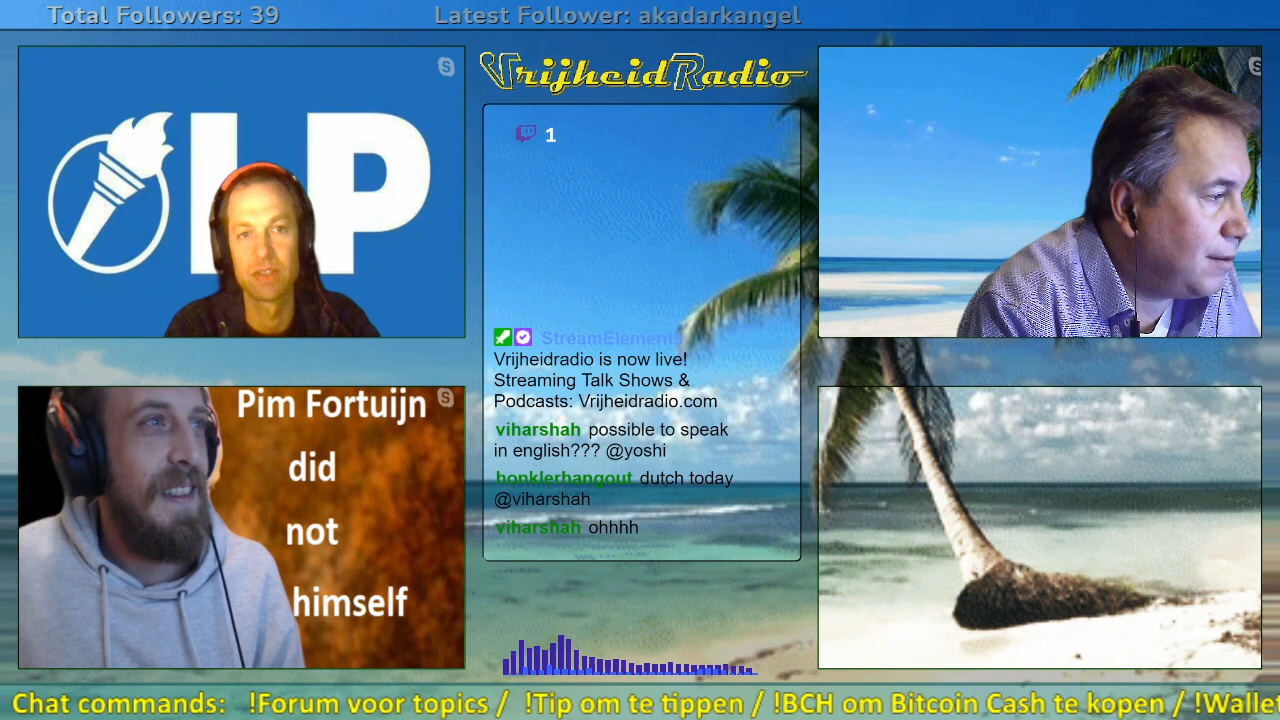 Total Followers: 39
Latest Follower: akadarkangel
LP
VrijheidRadio
1
StreamElements
Vrijheidradio is now live!
Streaming Talk Shows &
Podcasts: Vrijheidradio.com
viharshah possible to speak
in english??? @yoshi
honklerhangout dutch today
@viharshah
viharshah ohhhh
Pim Fortuijn
did
not
himself
Chat commands: !Forum voor topics / !Tip om te tippen / !BCH om Bitcoin Cash te kopen /